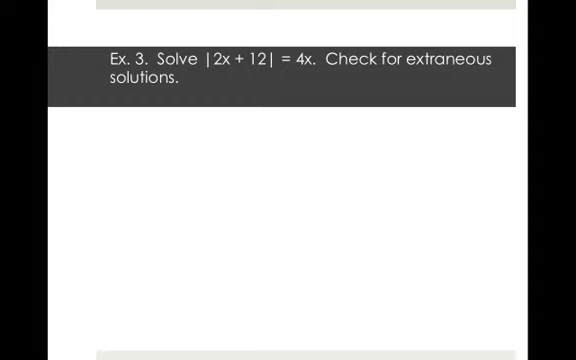 Ex. 3.  Solve |2x + 12| = 4x.  Check for extraneous
solutions.